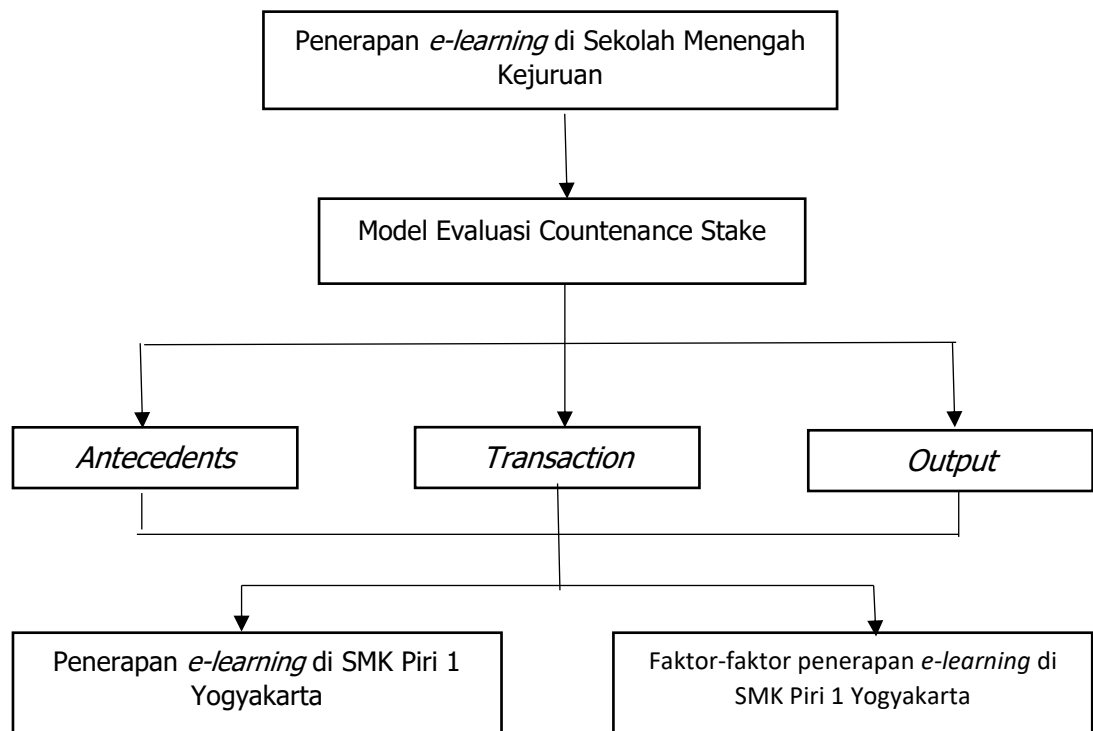 Penerapan e-learning di Sekolah Menengah
Kejuruan
Model Evaluasi Countenance Stake
Antecedents
Transaction
Output
Penerapan e-learning di SMK Piri 1
Yogyakarta
Faktor-faktor penerapan e-learning di
SMK Piri 1 Yogyakarta